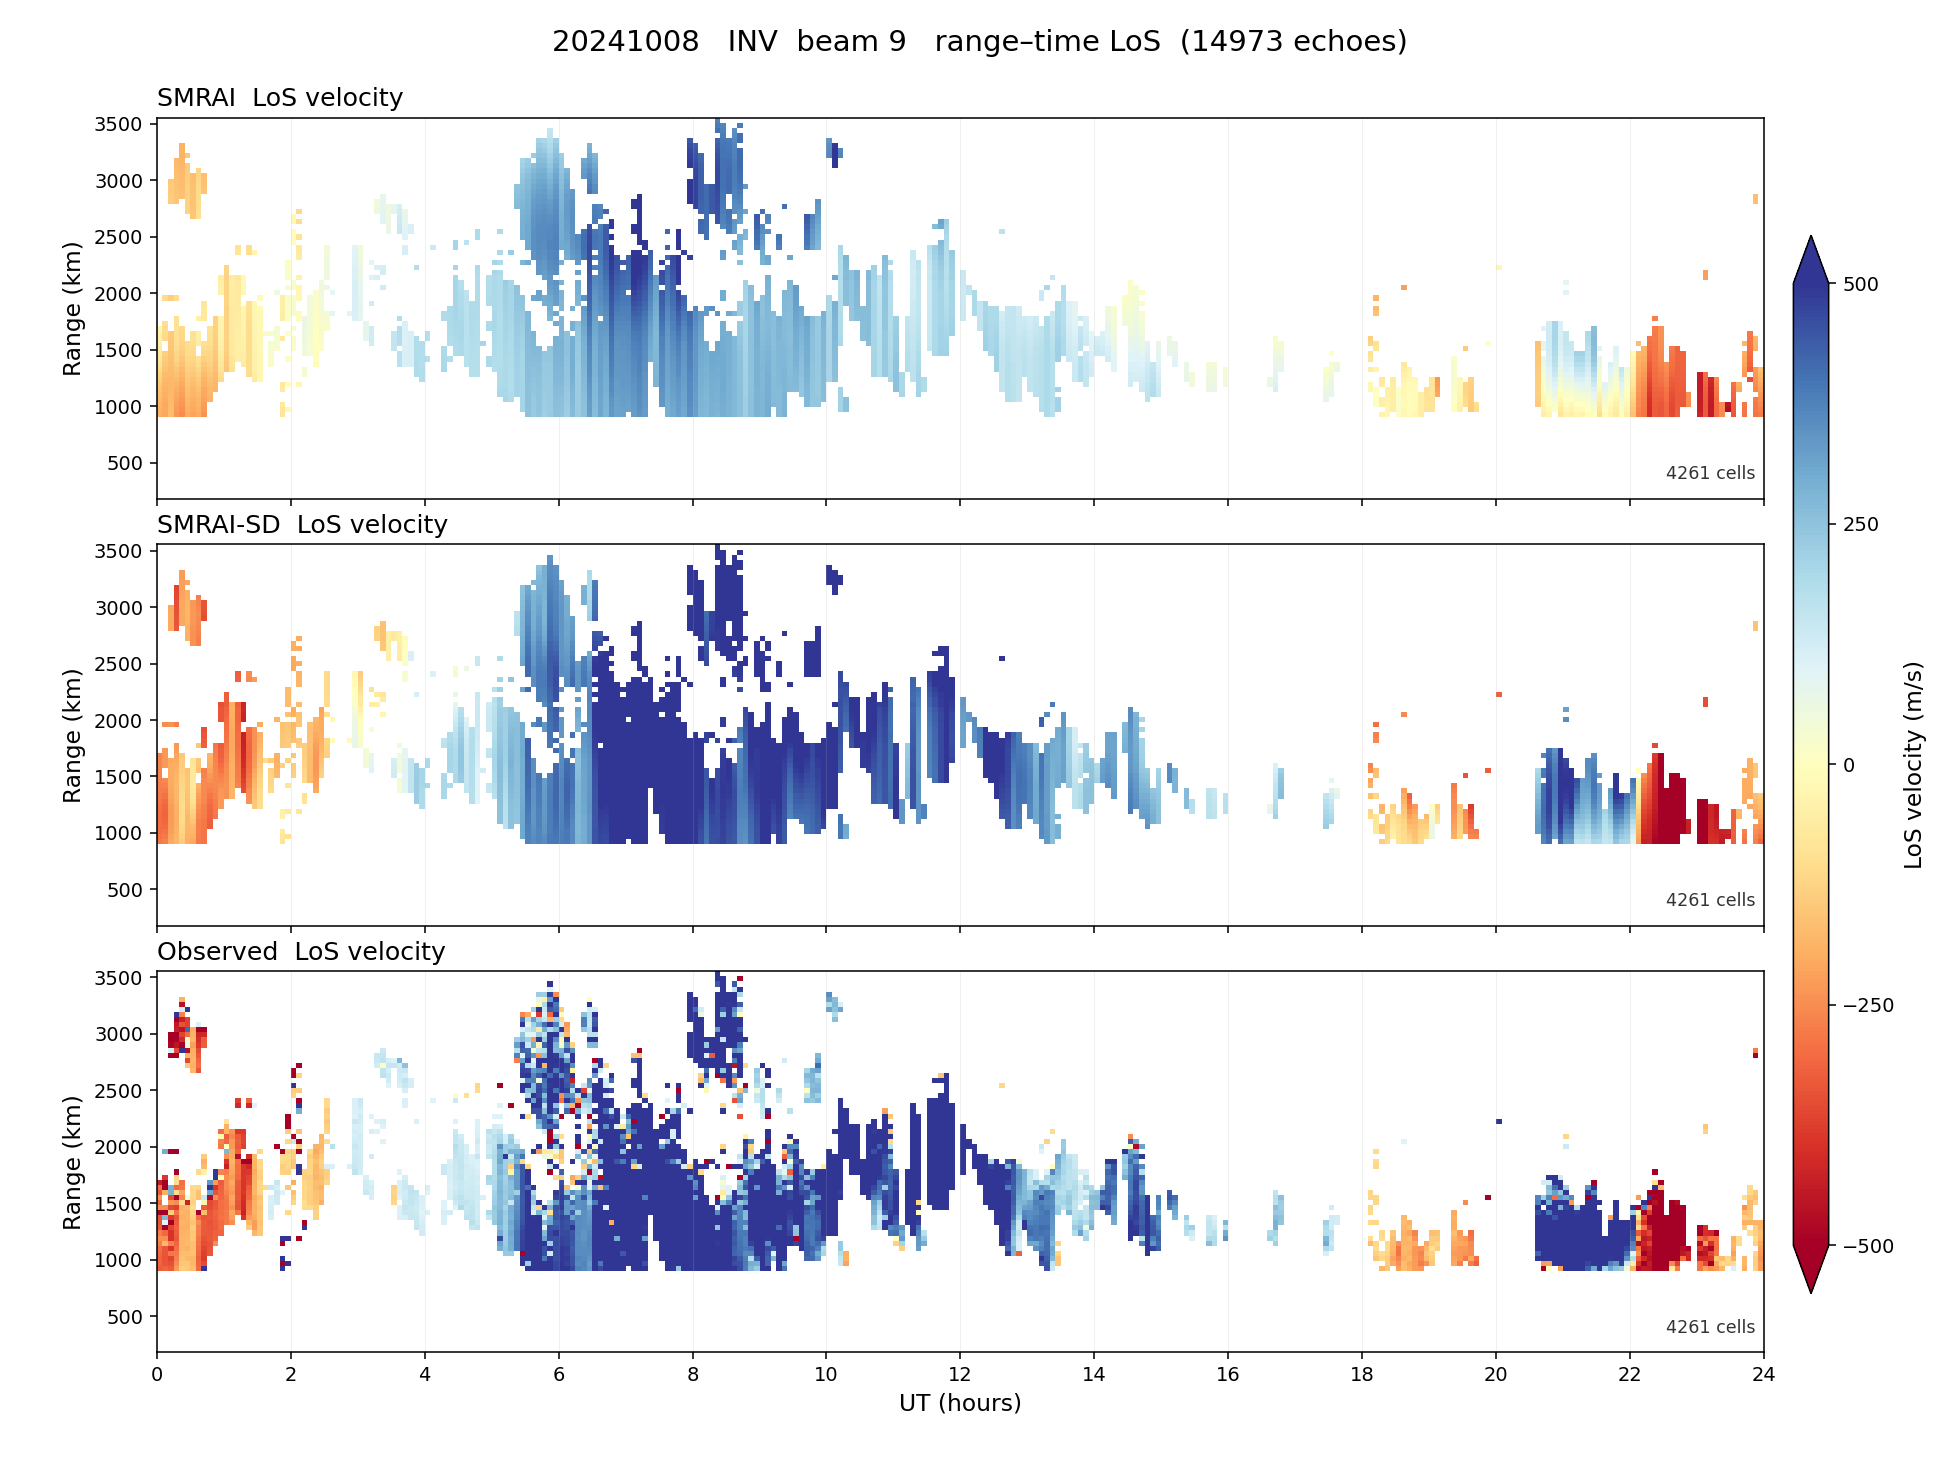 20241008   INV  beam 9   range–time LoS  (14973 echoes)
SMRAI  LoS velocity
3500
3000
2500
2000
1500
1000
500
Range (km)
4261 cells
SMRAI-SD  LoS velocity
3500
3000
2500
2000
1500
1000
500
Range (km)
4261 cells
Observed  LoS velocity
3500
3000
2500
2000
1500
1000
500
Range (km)
4261 cells
0 2 4 6 8 10 12 14 16 18 20 22 24
UT (hours)
500
250
0
−250
−500
LoS velocity (m/s)